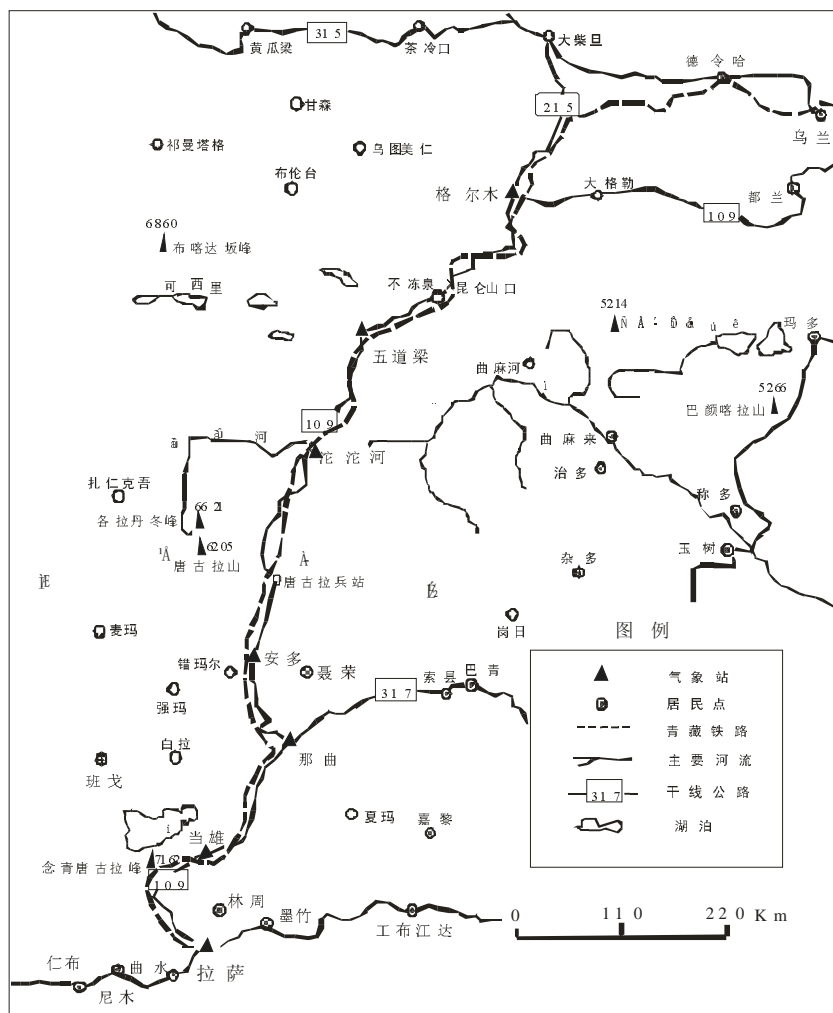 315
黄瓜梁
茶冷口
大柴旦
德令哈
215
甘森
乌兰
祁曼塔格
乌图美仁
布伦台
格尔木
大格勒
都兰
109
6860
布喀达坂峰
可西里
不冻泉
昆仑山口
5214
玛多
五道梁
曲麻河
5266
巴颜喀拉山
109
河
沱沱河
曲麻来
治多
扎仁克吾
称多
6621
各拉丹冬峰
6205
唐古拉山
玉树
杂多
唐古拉兵站
岗日
图例
麦玛
安多
错玛尔
聂荣
索县
巴青
317
气象站
强玛
居民点
青藏铁路
白拉
那曲
主要河流
班戈
317
干线公路
夏玛
嘉黎
湖泊
当雄
7162
念青唐古拉峰
109
林周
墨竹
工布江达
0 110 220 Km
仁布
曲水
拉萨
尼木